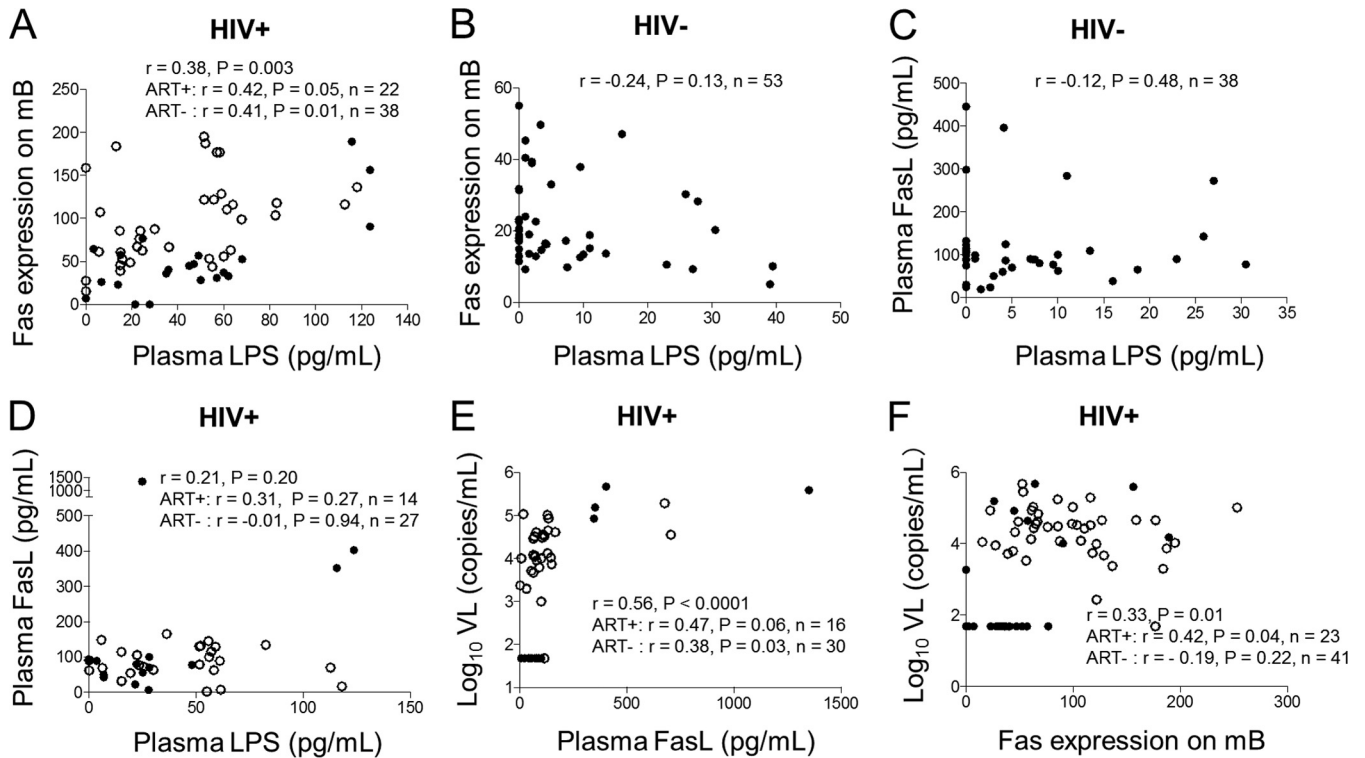 A
HIV+
r = 0.38, P = 0.003
ART+: r = 0.42, P = 0.05, n = 22
ART- : r = 0.41, P = 0.01, n = 38
Fas expression on mB
250
200
150
100
50
0
0 20 40 60 80 100 120 140
Plasma LPS (pg/mL)
B
HIV-
r = -0.24, P = 0.13, n = 53
Fas expression on mB
60
40
20
0
0 10 20 30 40 50
Plasma LPS (pg/mL)
C
HIV-
r = -0.12, P = 0.48, n = 38
Plasma FasL (pg/mL)
500
400
300
200
100
0
0 5 10 15 20 25 30 35
Plasma LPS (pg/mL)
D
HIV+
r = 0.21, P = 0.20
ART+: r = 0.31, P = 0.27, n = 14
ART- : r = -0.01, P = 0.94, n = 27
Plasma FasL (pg/mL)
1500
1000
500
400
300
200
100
0
0 50 100 150
Plasma LPS (pg/mL)
E
HIV+
r = 0.56, P < 0.0001
ART+: r = 0.47, P = 0.06, n = 16
ART- : r = 0.38, P = 0.03, n = 30
Log10 VL (copies/mL)
6
5
4
3
2
1
0 500 1000 1500
Plasma FasL (pg/mL)
F
HIV+
r = 0.33, P = 0.01
ART+: r = 0.42, P = 0.04, n = 23
ART- : r = - 0.19, P = 0.22, n = 41
Log10 VL (copies/mL)
6
4
2
0
0 100 200 300
Fas expression on mB